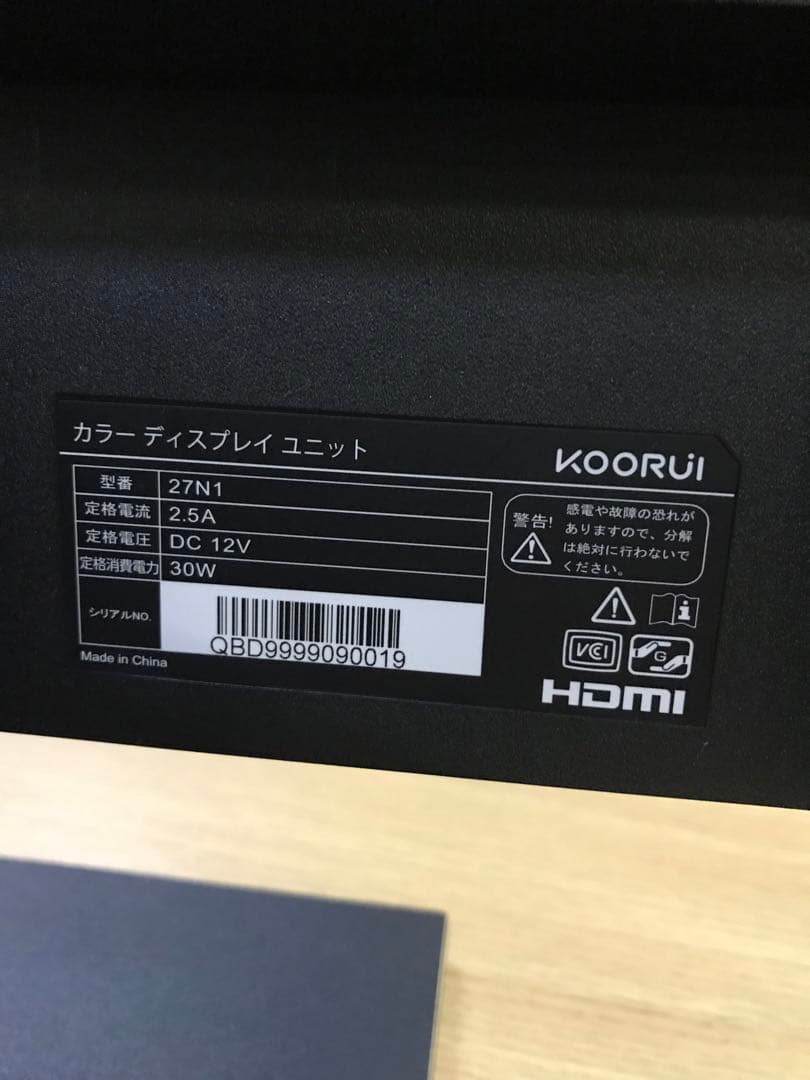 カラー ディスプレイ ユニット
KOORUI
型番 27N1
定格電流 2.5A
定格電圧 DC 12V
定格消費電力 30W
シリアルNO.
QBD9999090019
Made in China
警告!
感電や故障の恐れが
ありますので、分解
は絶対に行わないで
ください。
VCI
G
HDMI